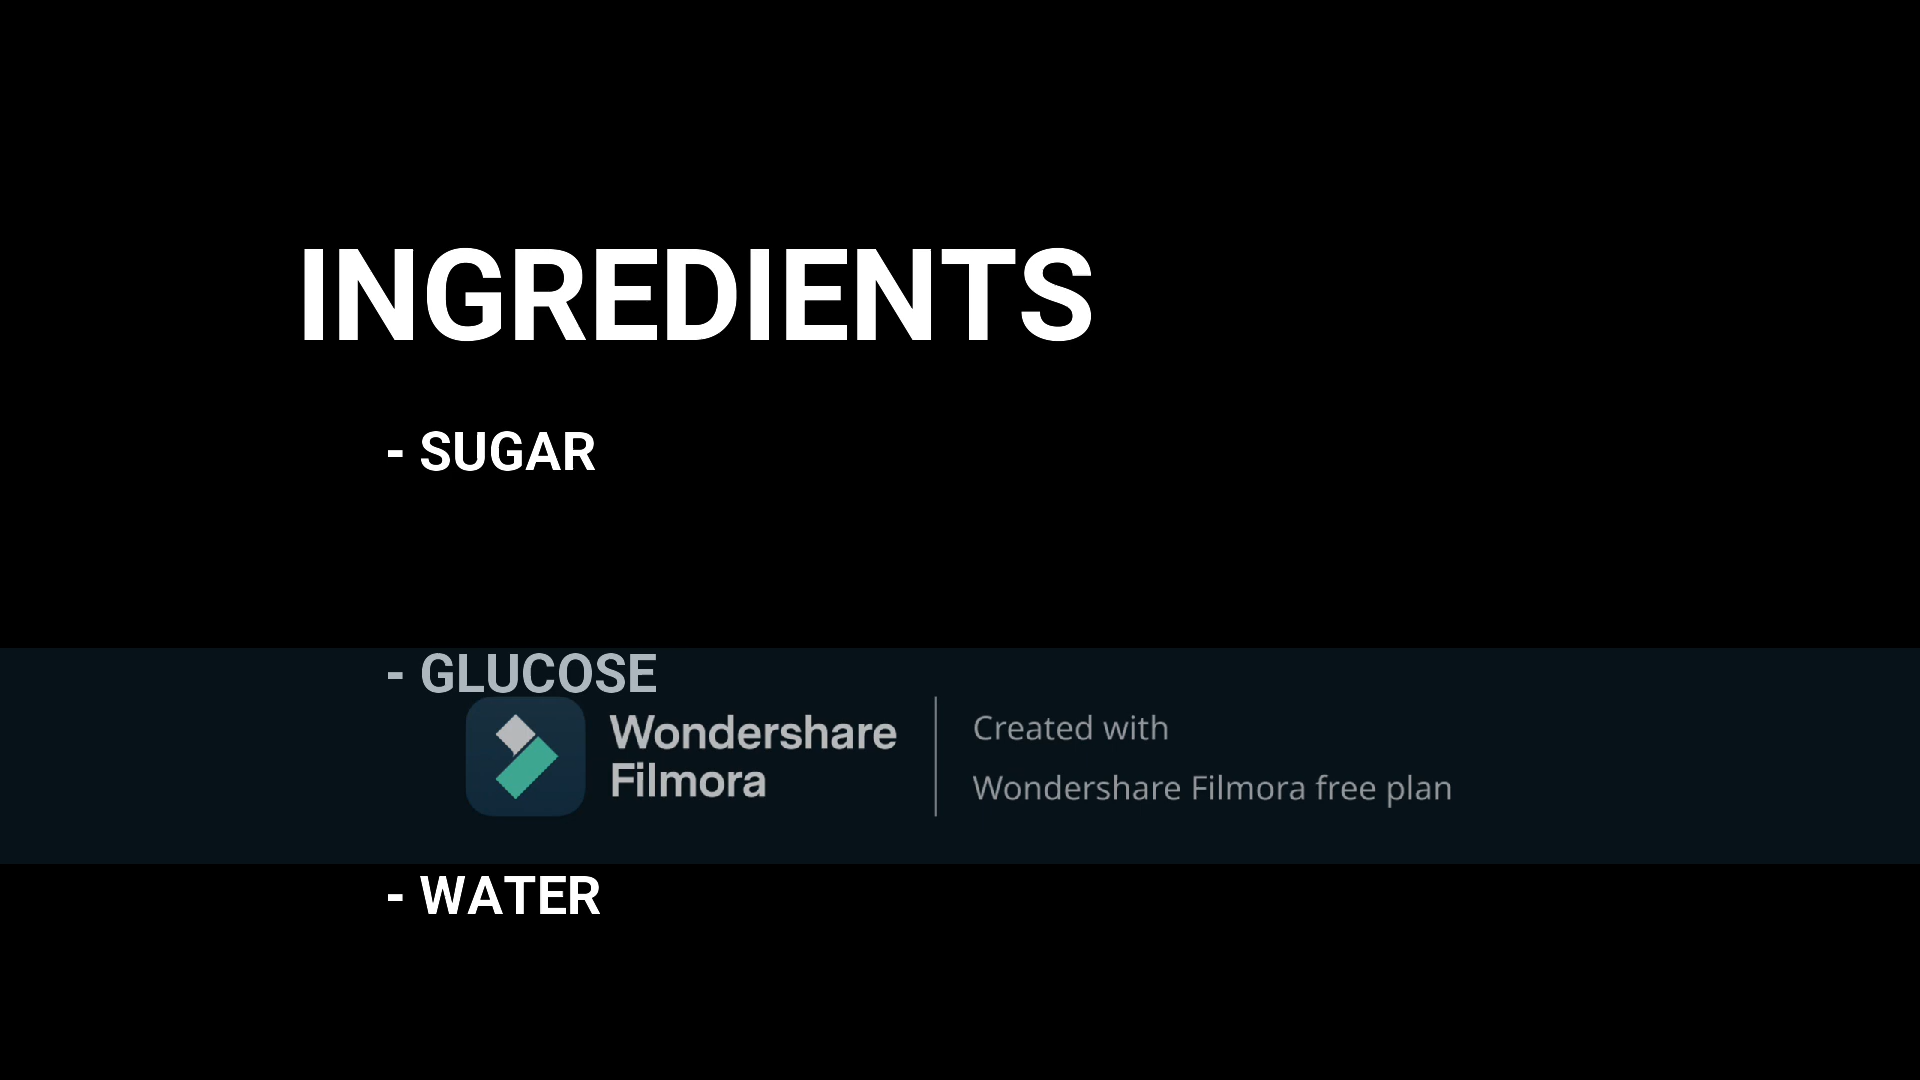 INGREDIENTS
- SUGAR
- GLUCOSE
Wondershare
Filmora
Created with
Wondershare Filmora free plan
- WATER